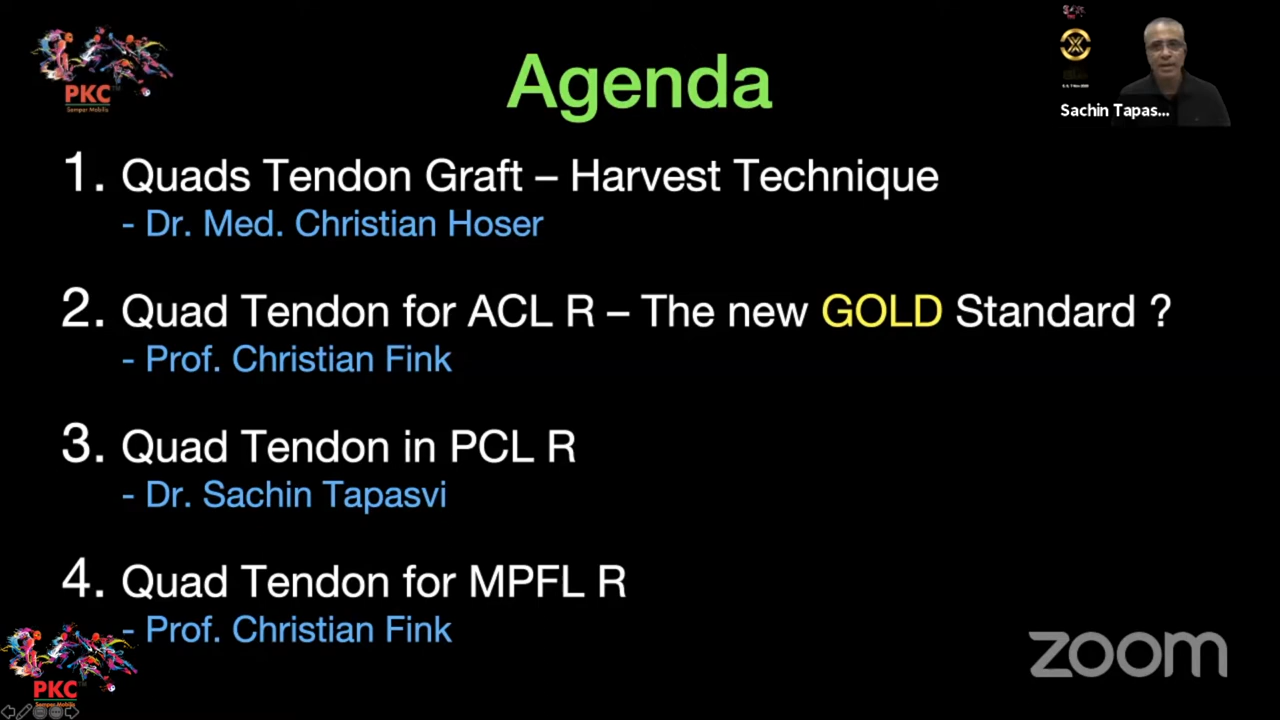 PKC™
Semper Mobilis
Agenda
Sachin Tapas...
1. Quads Tendon Graft – Harvest Technique
- Dr. Med. Christian Hoser
2. Quad Tendon for ACL R – The new GOLD Standard ?
- Prof. Christian Fink
3. Quad Tendon in PCL R
- Dr. Sachin Tapasvi
4. Quad Tendon for MPFL R
- Prof. Christian Fink
PKC™
Semper Mobilis
zoom